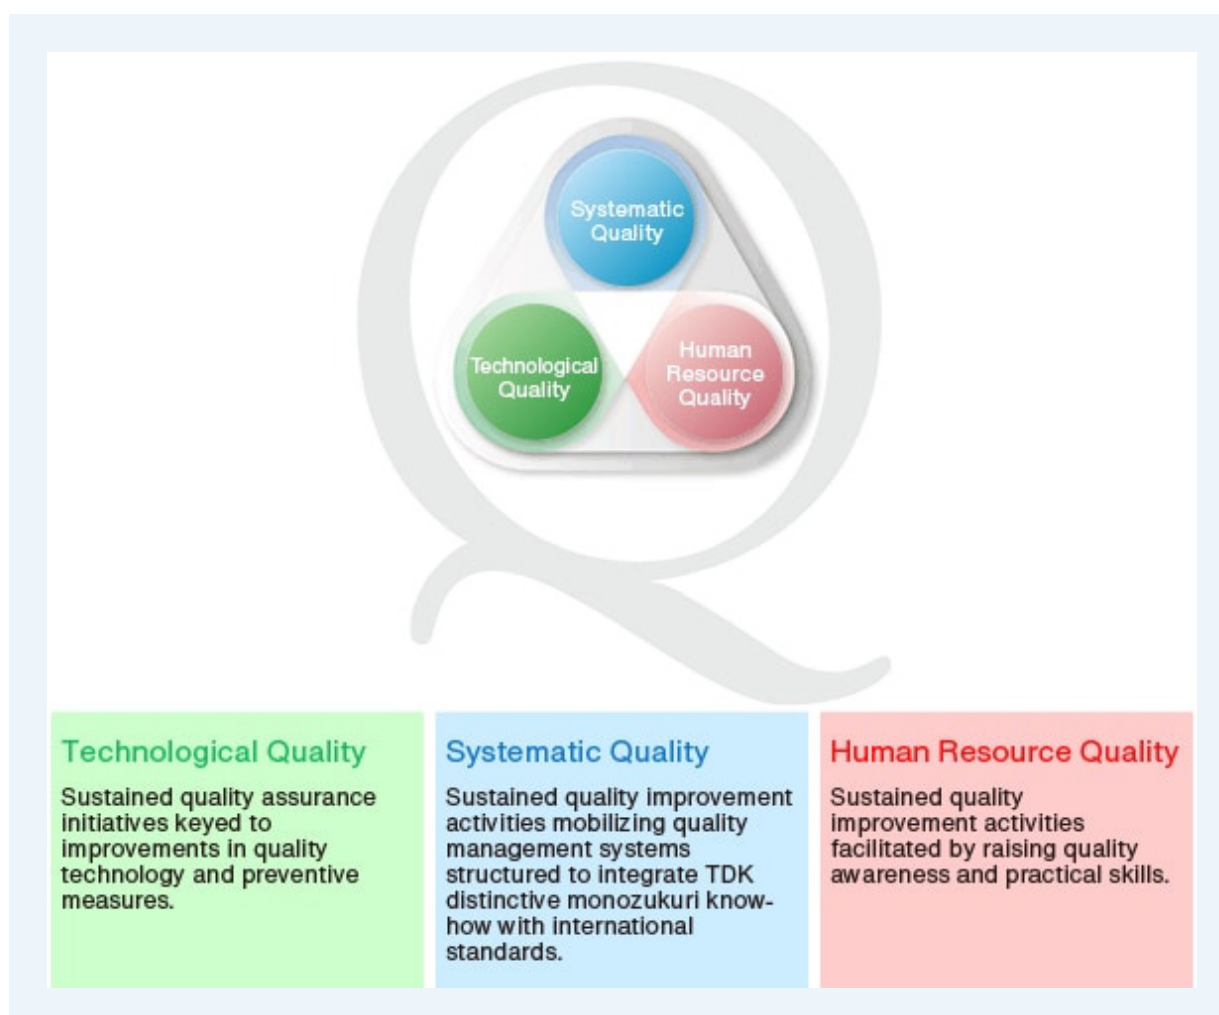 Q
Systematic
Quality
Technological
Quality
Human
Resource
Quality
Technological Quality
Sustained quality assurance
initiatives keyed to
improvements in quality
technology and preventive
measures.
Systematic Quality
Sustained quality improvement
activities mobilizing quality
management systems
structured to integrate TDK
distinctive monozukuri know-
how with international
standards.
Human Resource Quality
Sustained quality
improvement activities
facilitated by raising quality
awareness and practical skills.